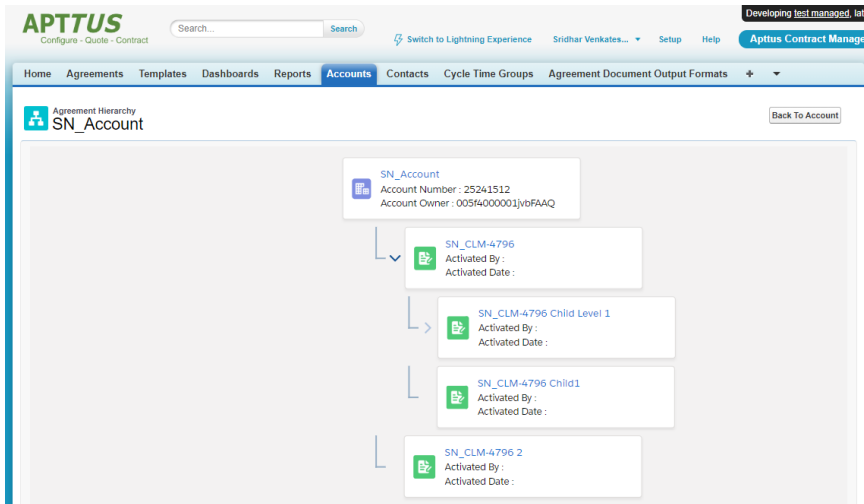 Developing test managed, lat
APTTUS
Configure - Quote - Contract
Search...
Search
Switch to Lightning Experience
Sridhar Venkates...
Setup
Help
Apttus Contract Manage
Home Agreements Templates Dashboards Reports Accounts Contacts Cycle Time Groups Agreement Document Output Formats +
Agreement Hierarchy
SN_Account
Back To Account
SN_Account
Account Number : 25241512
Account Owner : 005f4000001jvbFAAQ
SN_CLM-4796
Activated By :
Activated Date :
SN_CLM-4796 Child Level 1
Activated By :
Activated Date :
SN_CLM-4796 Child1
Activated By :
Activated Date :
SN_CLM-4796 2
Activated By :
Activated Date :